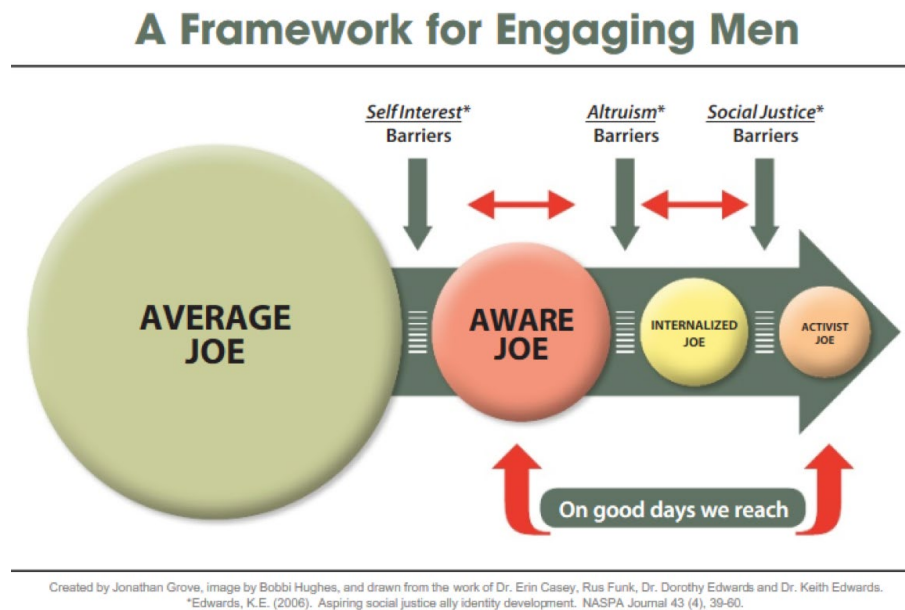 A Framework for Engaging Men
Self Interest*
Barriers
Altruism*
Barriers
Social Justice*
Barriers
AVERAGE
JOE
AWARE
JOE
INTERNALIZED
JOE
ACTIVIST
JOE
On good days we reach
Created by Jonathan Grove, image by Bobbi Hughes, and drawn from the work of Dr. Erin Casey, Rus Funk, Dr. Dorothy Edwards and Dr. Keith Edwards.
*Edwards, K.E. (2006). Aspiring social justice ally identity development. NASPA Journal 43 (4), 39-60.